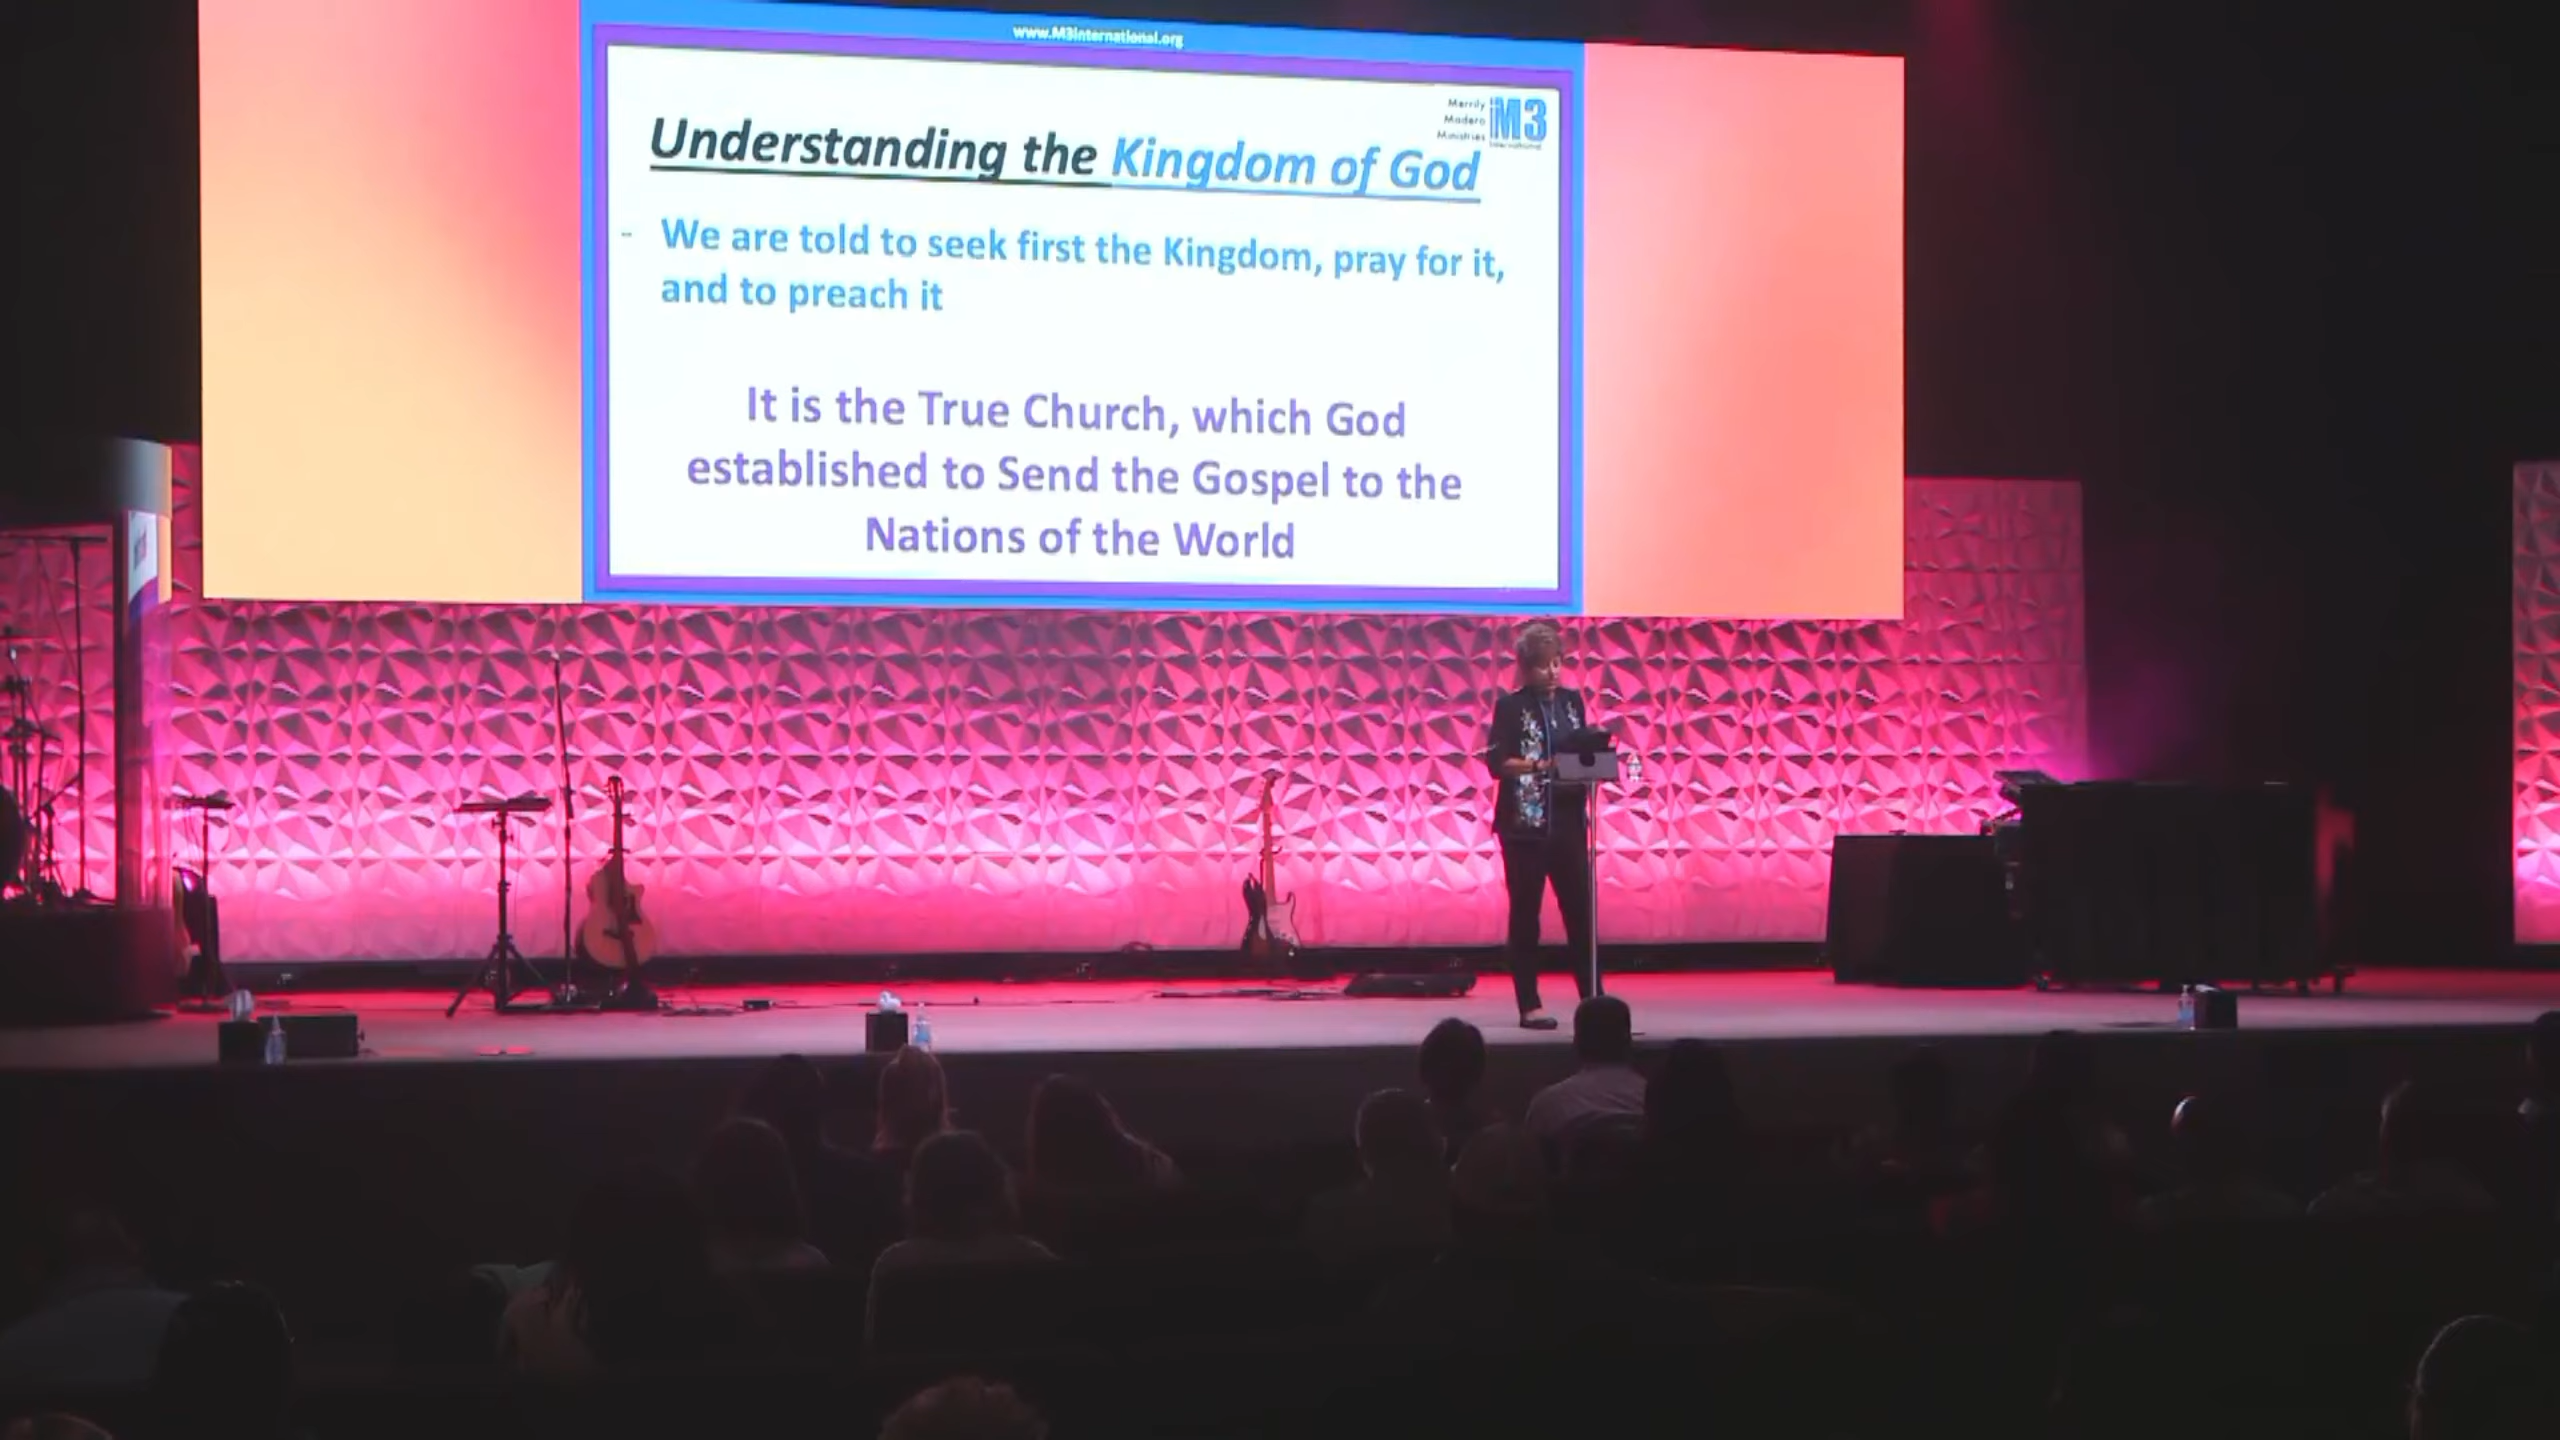 www.M3International.org
Merrily
Madero
Ministries
M3
International
Understanding the Kingdom of God
- We are told to seek first the Kingdom, pray for it,
and to preach it
It is the True Church, which God
established to Send the Gospel to the
Nations of the World